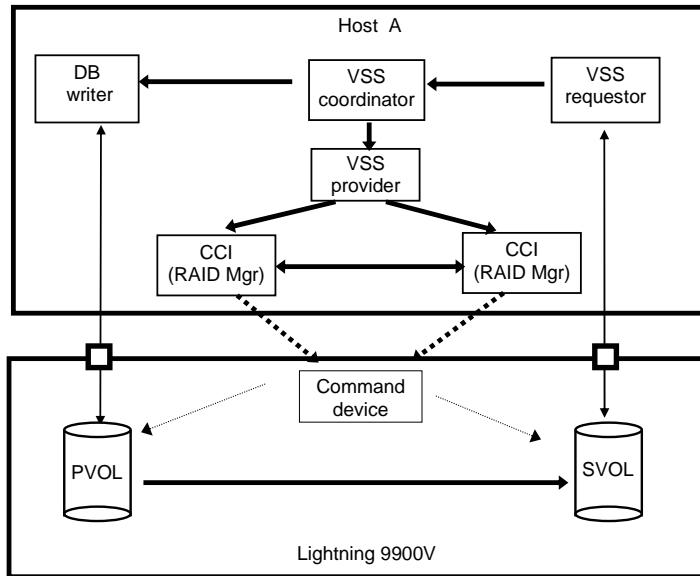 Host A
DB
writer
VSS
coordinator
VSS
requestor
VSS
provider
CCI
(RAID Mgr)
CCI
(RAID Mgr)
Command
device
PVOL
SVOL
Lightning 9900V